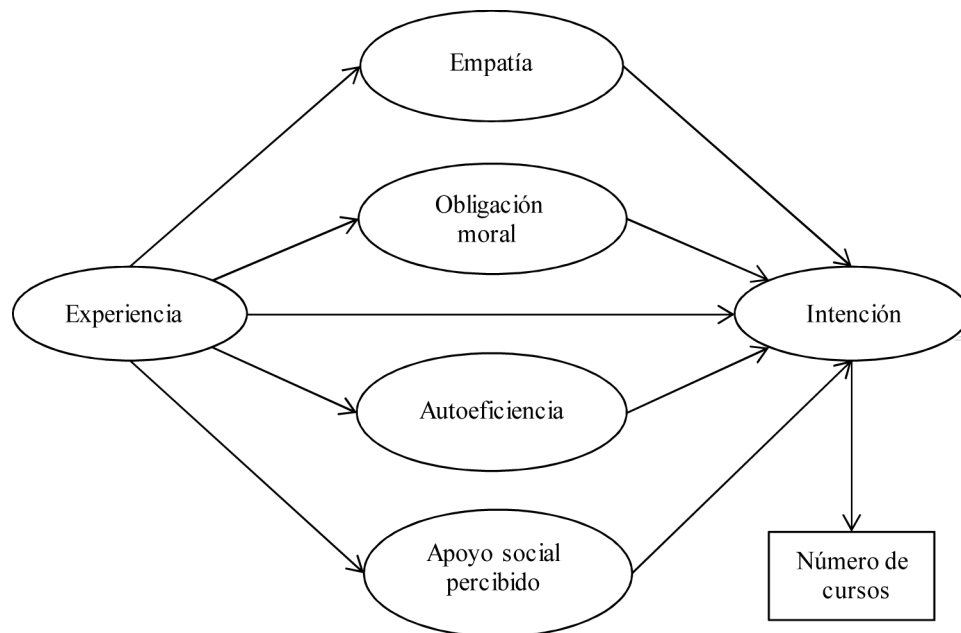 Empatía
Obligación
moral
Experiencia
Intención
Autoeficiencia
Apoyo social
percibido
Número de
cursos